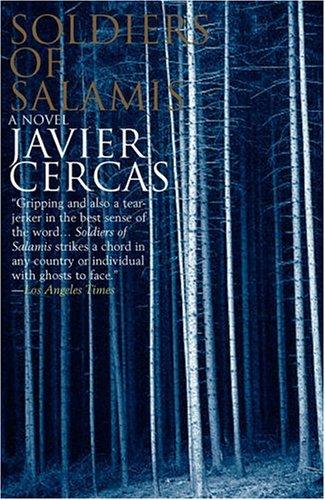 SOLDIERS
OF
SALAMIS
A NOVEL
JAVIER
CERCAS
"Gripping and also a tear-
jerker in the best sense of
the word... Soldiers of
Salamis strikes a chord in
any country or individual
with ghosts to face."
—Los Angeles Times